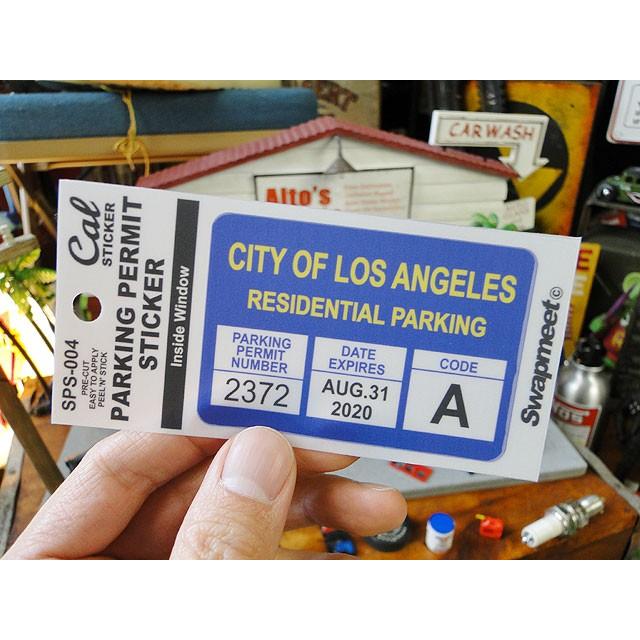 CAR WASH
Alto's
Cal
STICKER
PARKING PERMIT
STICKER
SPS-004
PRE-CUT
EASY TO APPLY
PEEL'N' STICK
Inside Window
CITY OF LOS ANGELES
RESIDENTIAL PARKING
PARKING
PERMIT
NUMBER
2372
DATE
EXPIRES
AUG.31
2020
CODE
A
Swapmeet©